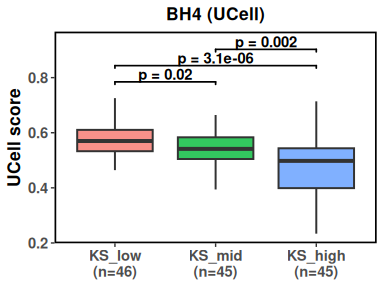 BH4 (UCell)
p = 0.002
p = 3.1e-06
p = 0.02
UCell score
0.8
0.6
0.4
0.2
KS_low
(n=46)
KS_mid
(n=45)
KS_high
(n=45)